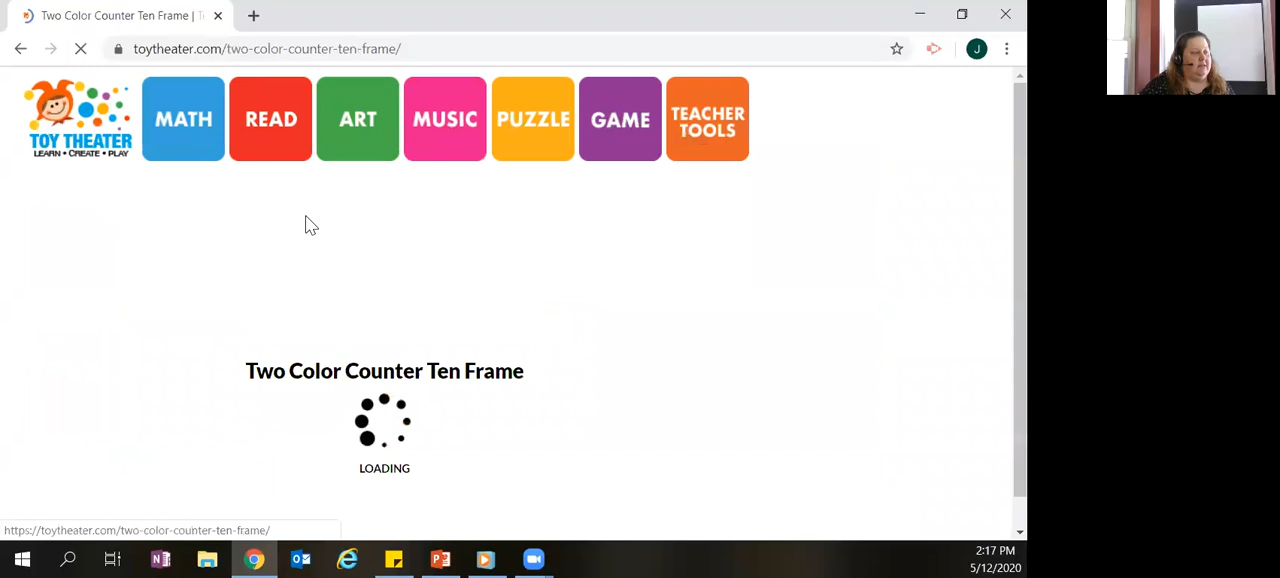 Two Color Counter Ten Frame | T
toytheater.com/two-color-counter-ten-frame/
J
TOY THEATER
LEARN • CREATE • PLAY
MATH
READ
ART
MUSIC
PUZZLE
GAME
TEACHER
TOOLS
Two Color Counter Ten Frame
LOADING
https://toytheater.com/two-color-counter-ten-frame/
2:17 PM
5/12/2020